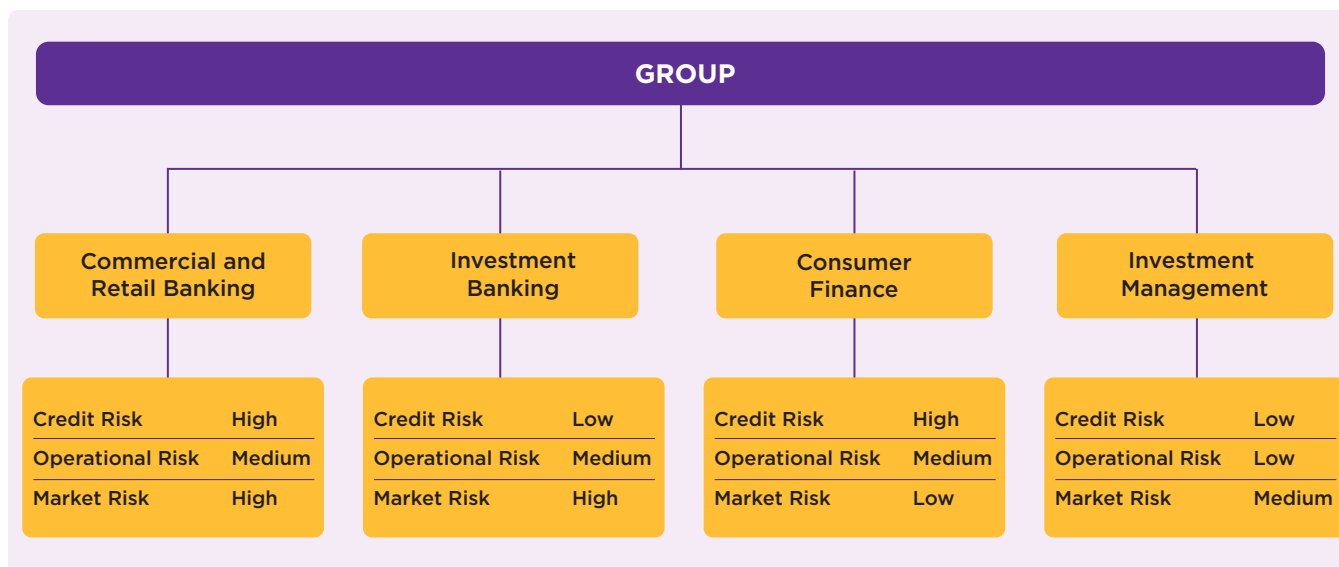 GROUP
Commercial and
Retail Banking
Investment
Banking
Consumer
Finance
Investment
Management
Credit Risk High
Operational Risk Medium
Market Risk High
Credit Risk Low
Operational Risk Medium
Market Risk High
Credit Risk High
Operational Risk Medium
Market Risk Low
Credit Risk Low
Operational Risk Low
Market Risk Medium